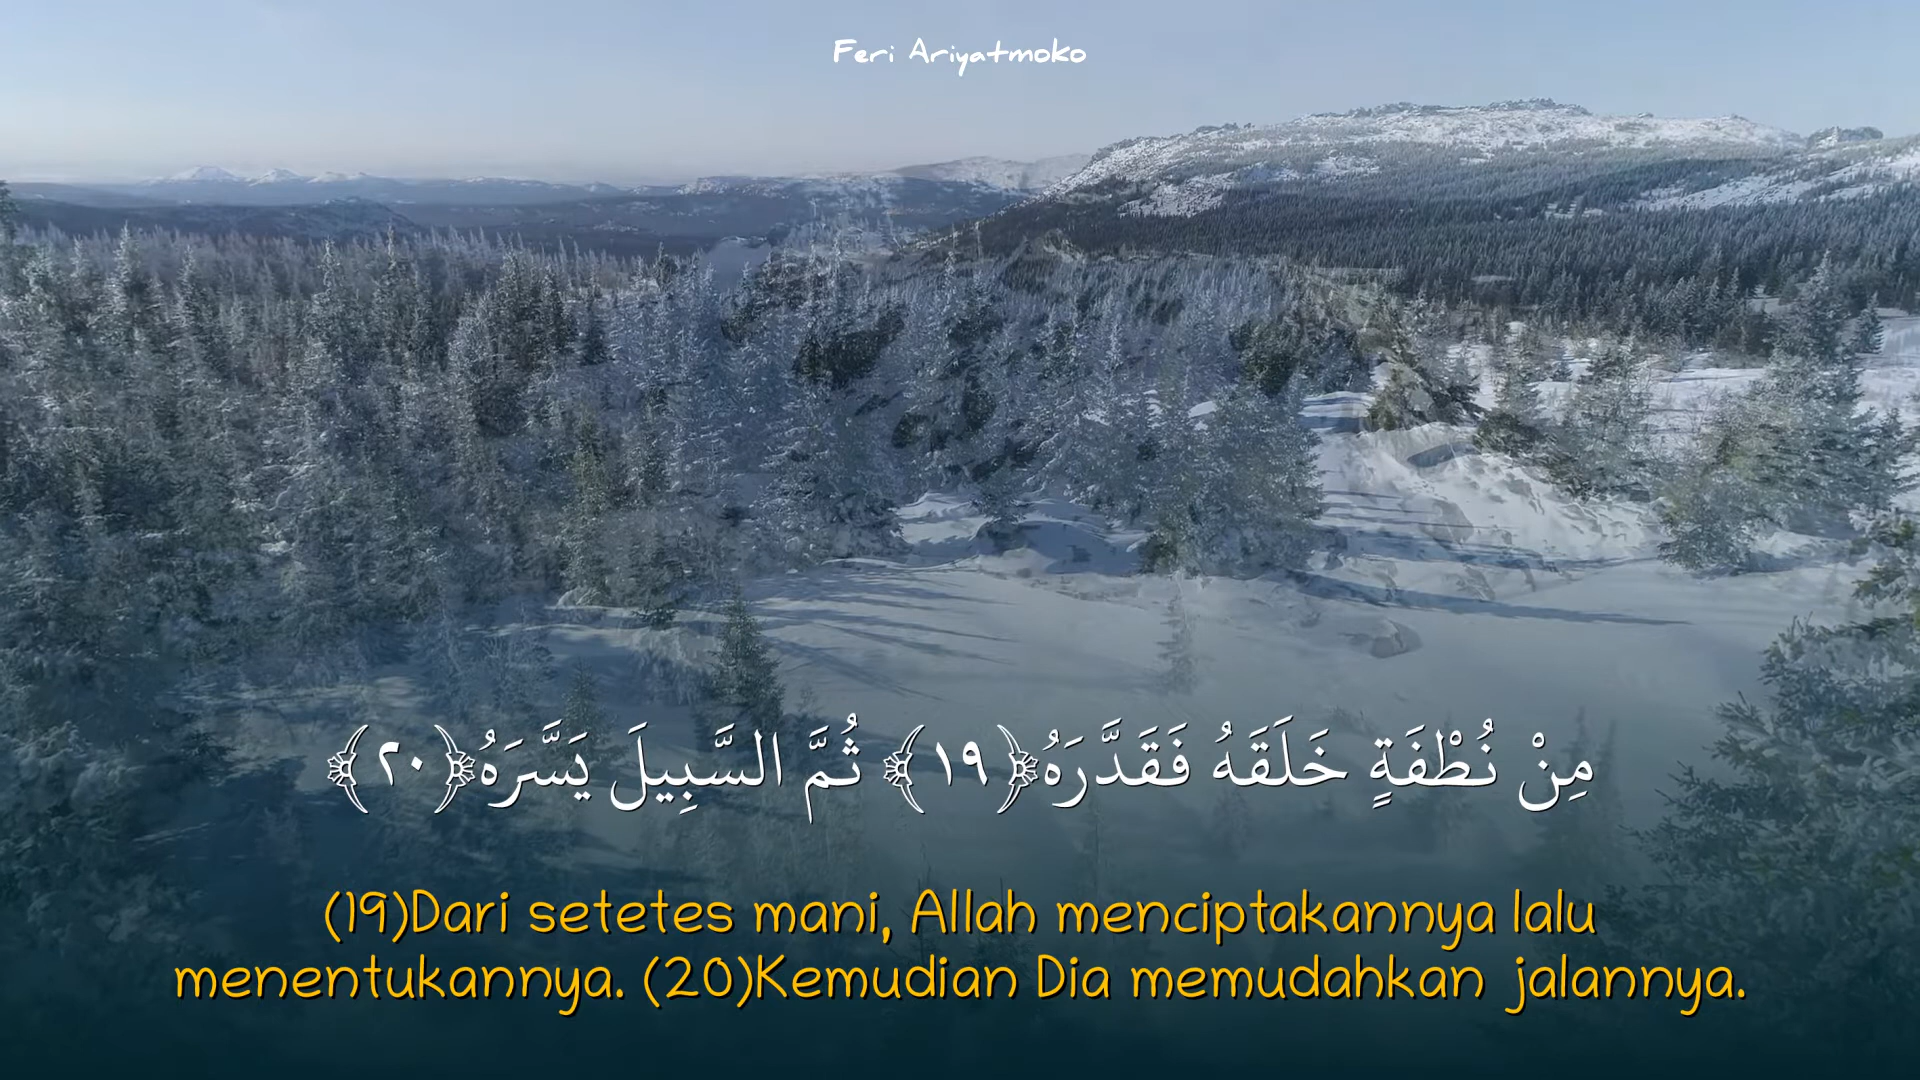 Feri Ariyatmoko
مِنْ نُطْفَةٍ خَلَقَهُ فَقَدَّرَهُ﴿١٩﴾ ثُمَّ السَّبِيلَ يَسَّرَهُ﴿٢٠﴾
(19)Dari setetes mani, Allah menciptakannya lalu
menentukannya. (20)Kemudian Dia memudahkan jalannya.